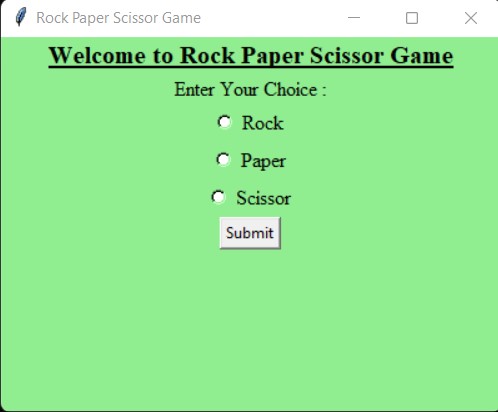 Rock Paper Scissor Game
Welcome to Rock Paper Scissor Game
Enter Your Choice :
Rock
Paper
Scissor
Submit